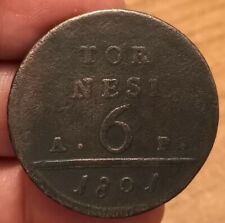 TOR
NESI
A. 6 P.
1801